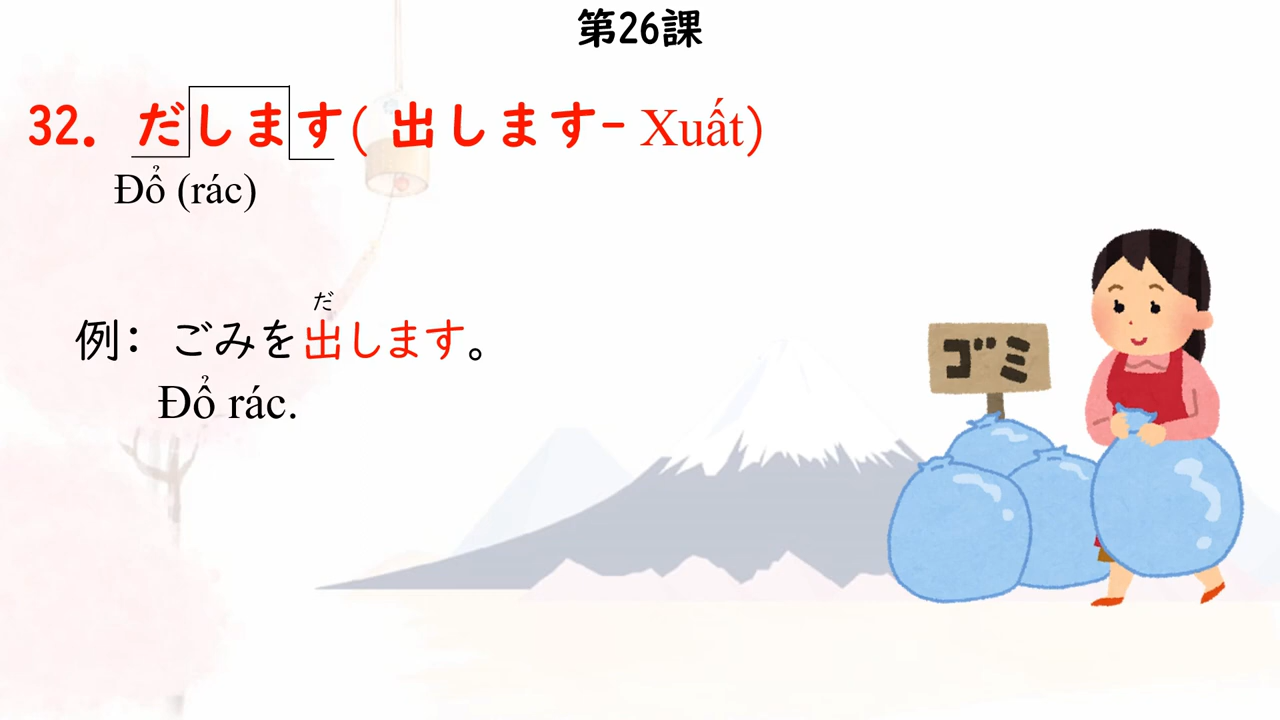 第26課
32. だします( 出します- Xuất)
Đổ (rác)
だ
例: ごみを出します。
Đổ rác.
ゴミ